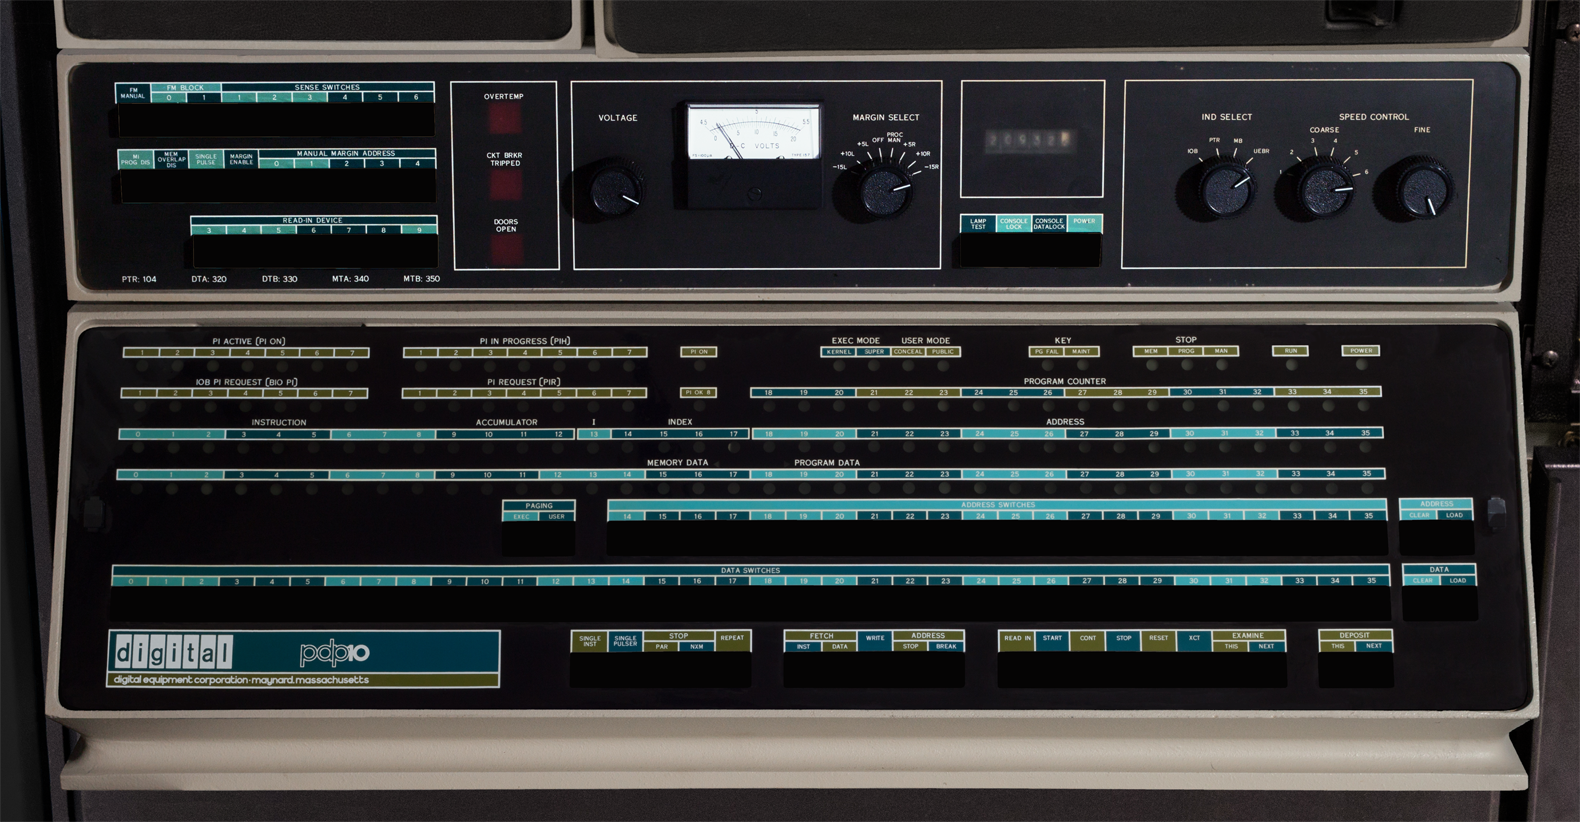 FM MANUAL FM BLOCK SENSE SWITCHES
0 1 1 2 3 4 5 6
MI PROG DIS MEM OVERLAP DIS SINGLE PULSE MARGIN ENABLE MANUAL MARGIN ADDRESS
0 1 2 3 4
READ-IN DEVICE
3 4 5 6 7 8 9
PTR: 104 DTA: 320 DTB: 330 MTA: 340 MTB: 350
OVERTEMP
CKT BRKR TRIPPED
DOORS OPEN
VOLTAGE
D-C VOLTS
MARGIN SELECT
-15L +10L +5L OFF PROC MAN +5R +10R -15R
LAMP TEST CONSOLE LOCK CONSOLE DATALOCK POWER
IND SELECT SPEED CONTROL
COARSE FINE
IOB PTR MB UEBR
1 2 3 4 5 6
PI ACTIVE (PI ON) PI IN PROGRESS (PIH) EXEC MODE USER MODE KEY STOP
1 2 3 4 5 6 7 1 2 3 4 5 6 7 PI ON KERNEL SUPER CONCEAL PUBLIC PG FAIL MAINT MEM PROG MAN RUN POWER
IOB PI REQUEST (BIO PI) PI REQUEST (PIR) PROGRAM COUNTER
1 2 3 4 5 6 7 1 2 3 4 5 6 7 PI OK 8 18 19 20 21 22 23 24 25 26 27 28 29 30 31 32 33 34 35
INSTRUCTION ACCUMULATOR I INDEX ADDRESS
0 1 2 3 4 5 6 7 8 9 10 11 12 13 14 15 16 17 18 19 20 21 22 23 24 25 26 27 28 29 30 31 32 33 34 35
MEMORY DATA PROGRAM DATA
0 1 2 3 4 5 6 7 8 9 10 11 12 13 14 15 16 17 18 19 20 21 22 23 24 25 26 27 28 29 30 31 32 33 34 35
PAGING ADDRESS SWITCHES ADDRESS
EXEC USER 14 15 16 17 18 19 20 21 22 23 24 25 26 27 28 29 30 31 32 33 34 35 CLEAR LOAD
DATA SWITCHES DATA
0 1 2 3 4 5 6 7 8 9 10 11 12 13 14 15 16 17 18 19 20 21 22 23 24 25 26 27 28 29 30 31 32 33 34 35 CLEAR LOAD
digital pdp10
digital equipment corporation·maynard,massachusetts
SINGLE INST SINGLE PULSER STOP REPEAT FETCH WRITE ADDRESS READ IN START CONT STOP RESET XCT EXAMINE DEPOSIT
PAR NXM INST DATA STOP BREAK THIS NEXT THIS NEXT